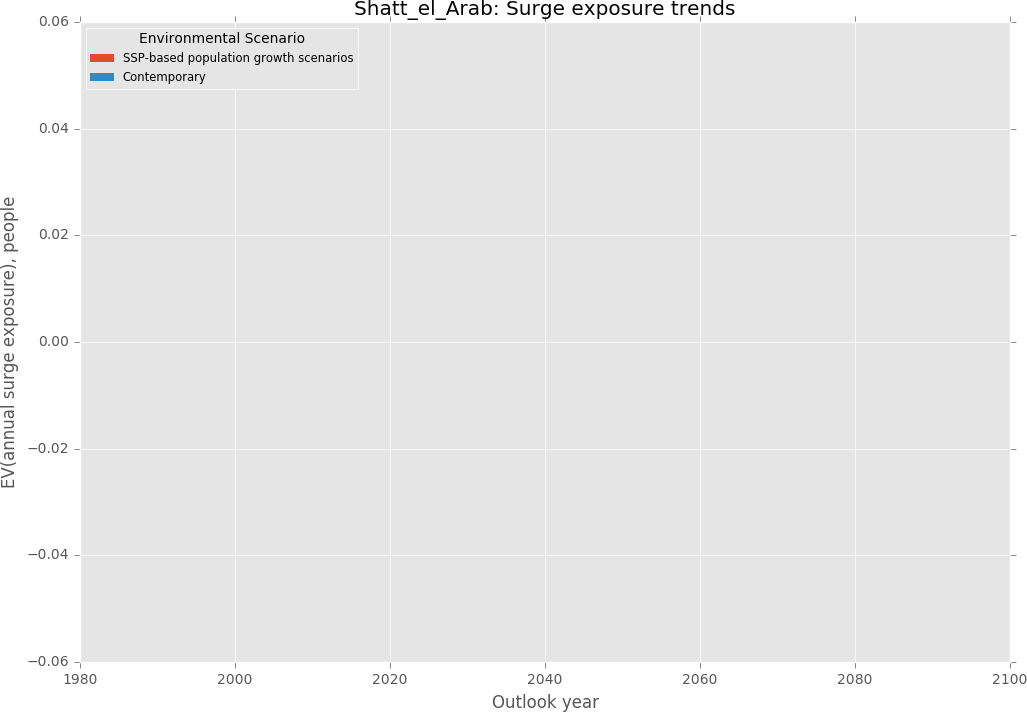 Shatt_el_Arab: Surge exposure trends
Environmental Scenario
SSP-based population growth scenarios
Contemporary
EV(annual surge exposure), people
0.06
0.04
0.02
0.00
−0.02
−0.04
−0.06
1980 2000 2020 2040 2060 2080 2100
Outlook year